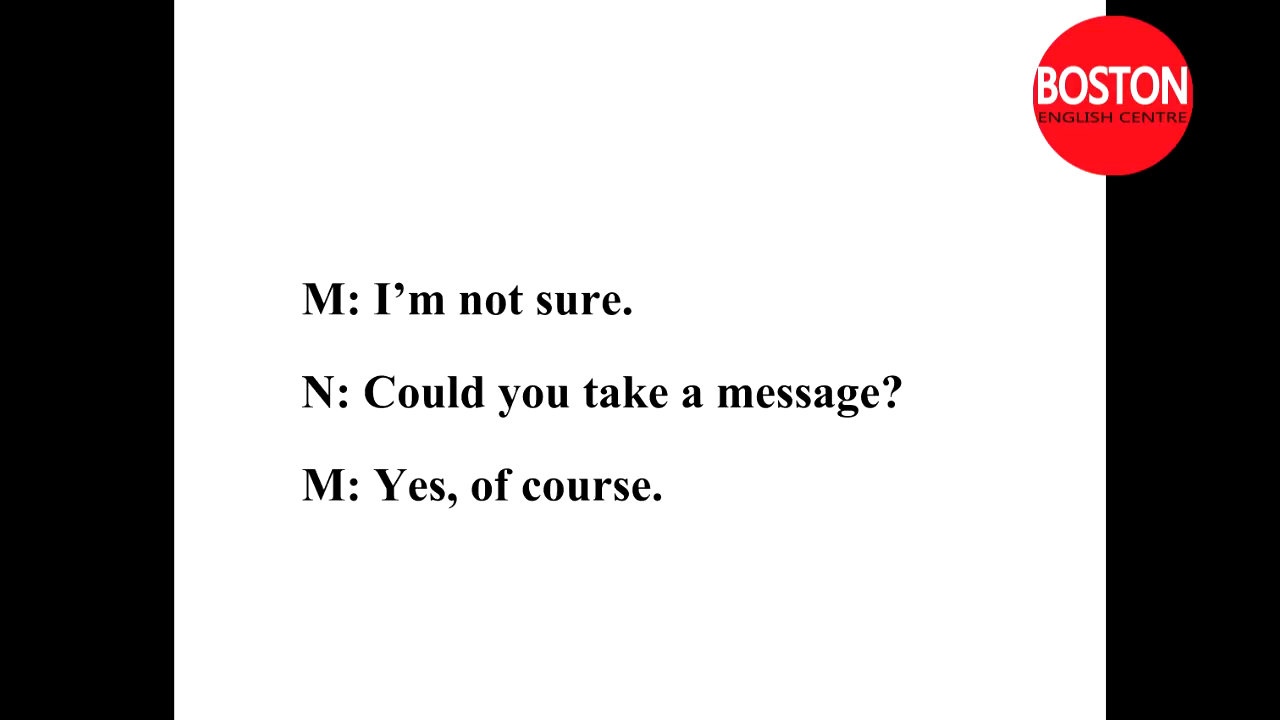 BOSTON
ENGLISH CENTRE
M: I’m not sure.
N: Could you take a message?
M: Yes, of course.